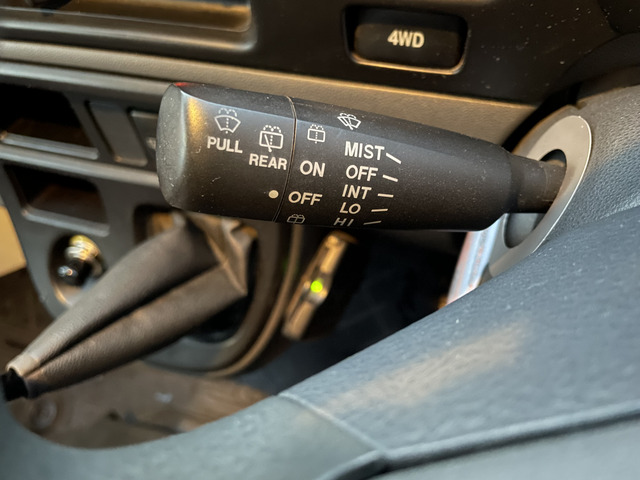 4WD
PULL
REAR
ON
OFF
MIST
OFF
INT
LO
HI